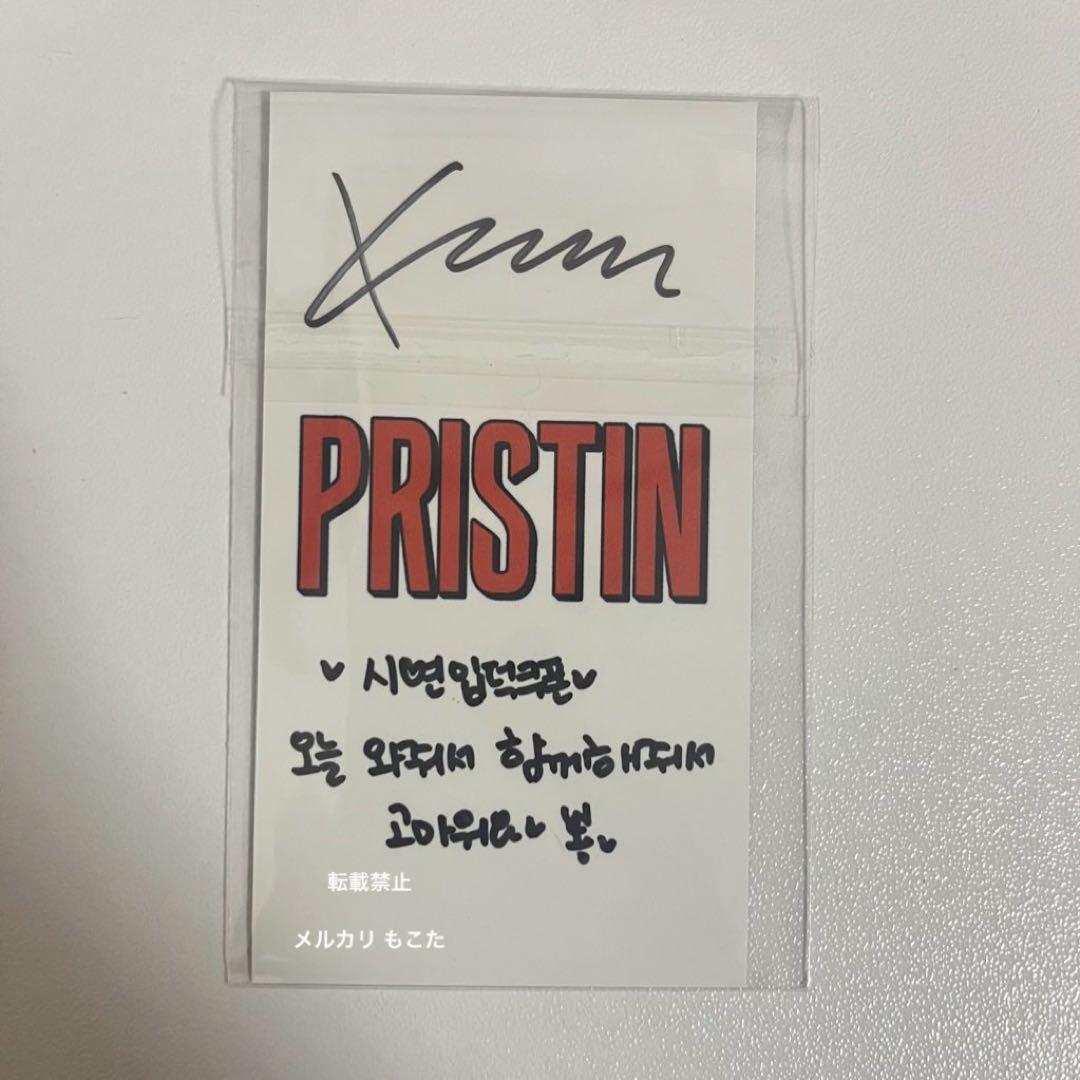 PRISTIN
시연입덕쿠폰
오늘 와줘서 함께해줘서
고마워요 뽕
転載禁止
メルカリ もこた